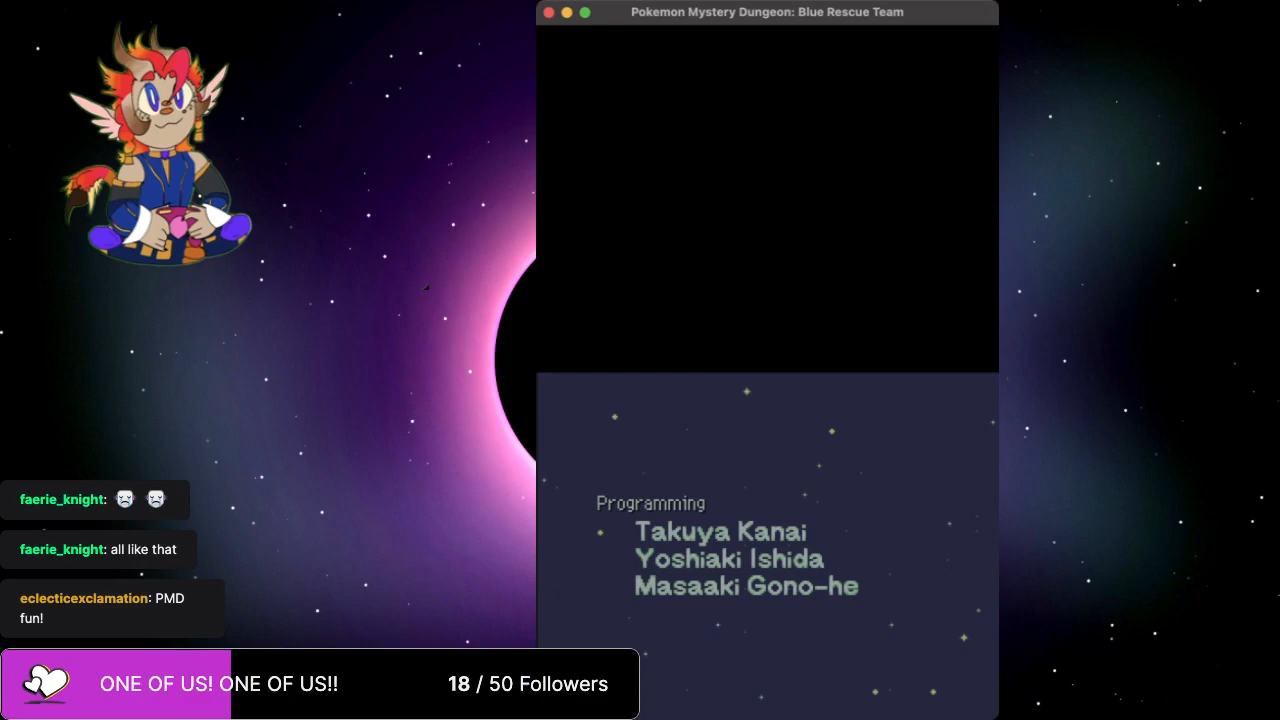 Pokemon Mystery Dungeon: Blue Rescue Team
Programming
Takuya Kanai
Yoshiaki Ishida
Masaaki Gono-he
faerie_knight:
faerie_knight: all like that
eclecticexclamation: PMD
fun!
ONE OF US! ONE OF US!! 18 / 50 Followers